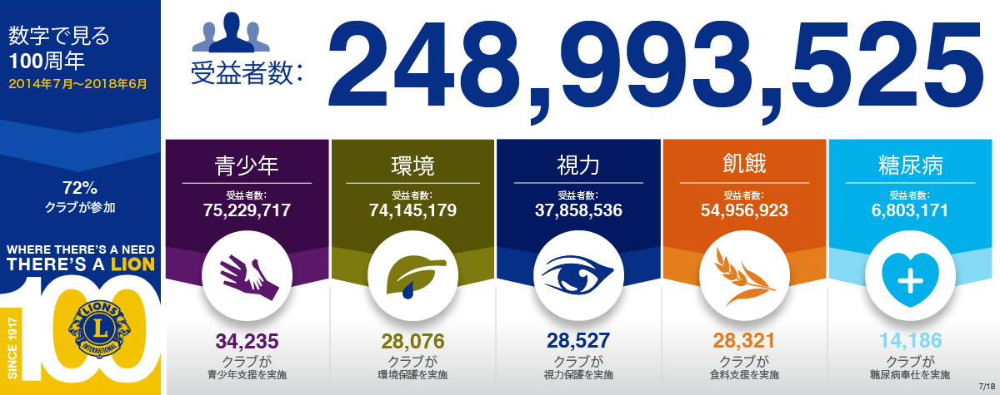 数字で見る
100周年
2014年7月～2018年6月
72%
クラブが参加
WHERE THERE'S A NEED
THERE'S A LION
100
SINCE 1917
LIONS
L
INTERNATIONAL
受益者数：
248,993,525
青少年
受益者数：
75,229,717
34,235
クラブが
青少年支援を実施
環境
受益者数：
74,145,179
28,076
クラブが
環境保護を実施
視力
受益者数：
37,858,536
28,527
クラブが
視力保護を実施
飢餓
受益者数：
54,956,923
28,321
クラブが
食料支援を実施
糖尿病
受益者数：
6,803,171
14,186
クラブが
糖尿病奉仕を実施
7/18